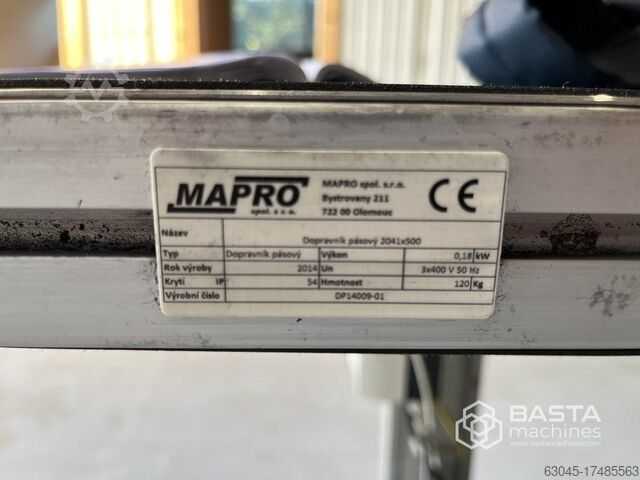 MAPRO
spol. s r.o.
MAPRO spol. s.r.o.
Bystrovany 211
722 00 Olomouc
CE
Název Dopravník pásový 2041x500
Typ Dopravník pásový Výkon 0,18 kW
Rok výroby 2014 Un 3x400 V 50 Hz
Krytí IP 54 Hmotnost 120 Kg
Výrobní číslo DP14009-01
BASTA
machines
www.bastamachines.com
63045-17485563